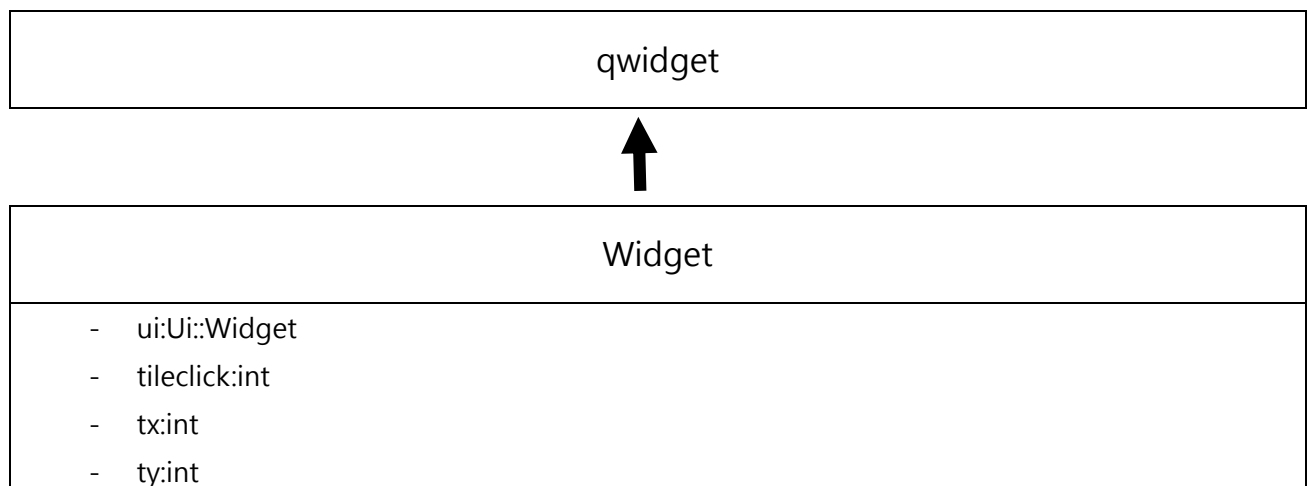 qwidget
Widget
- ui:Ui::Widget
- tileclick:int
- tx:int
- ty:int